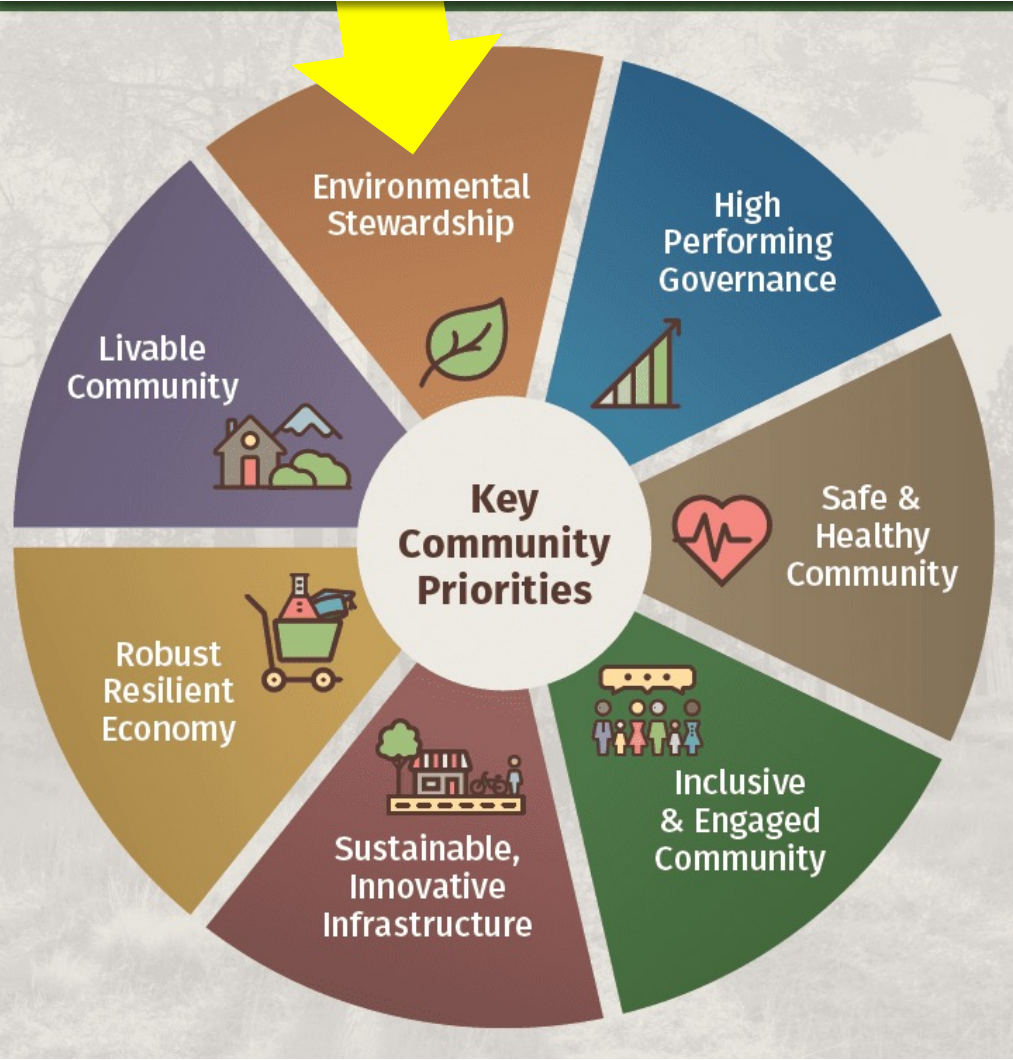 Environmental
Stewardship
High
Performing
Governance
Livable
Community
Key
Community
Priorities
Safe &
Healthy
Community
Robust
Resilient
Economy
Inclusive
& Engaged
Community
Sustainable,
Innovative
Infrastructure